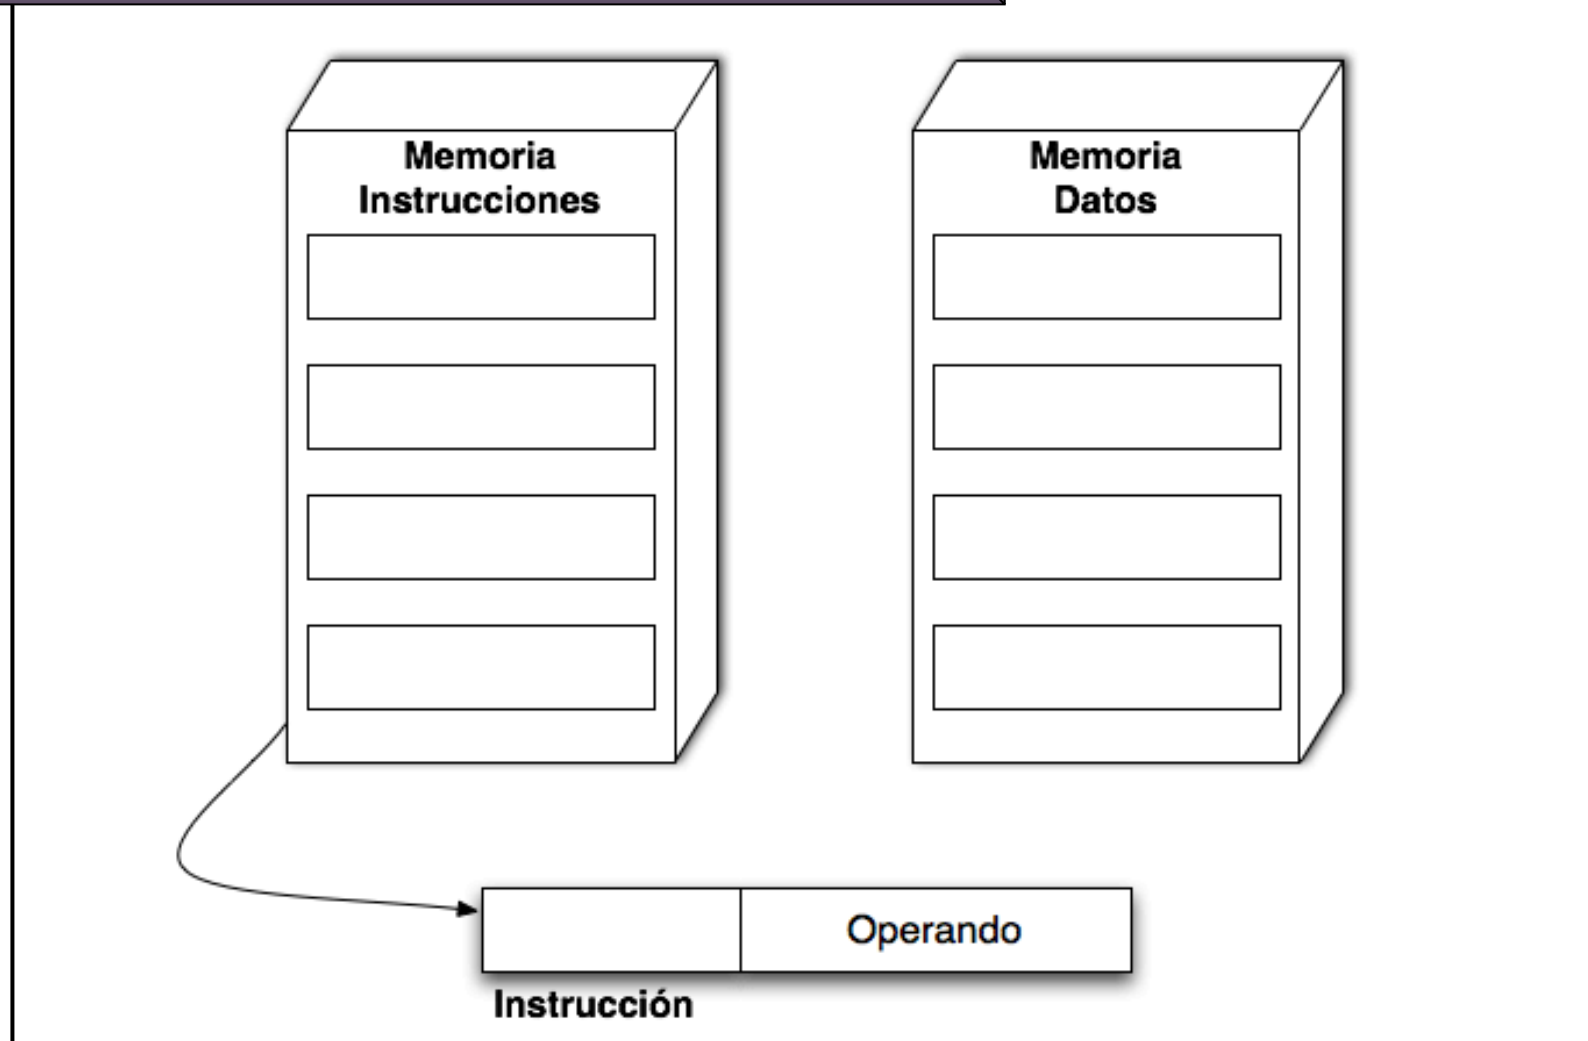 Memoria
Instrucciones
Memoria
Datos
Operando
Instrucción